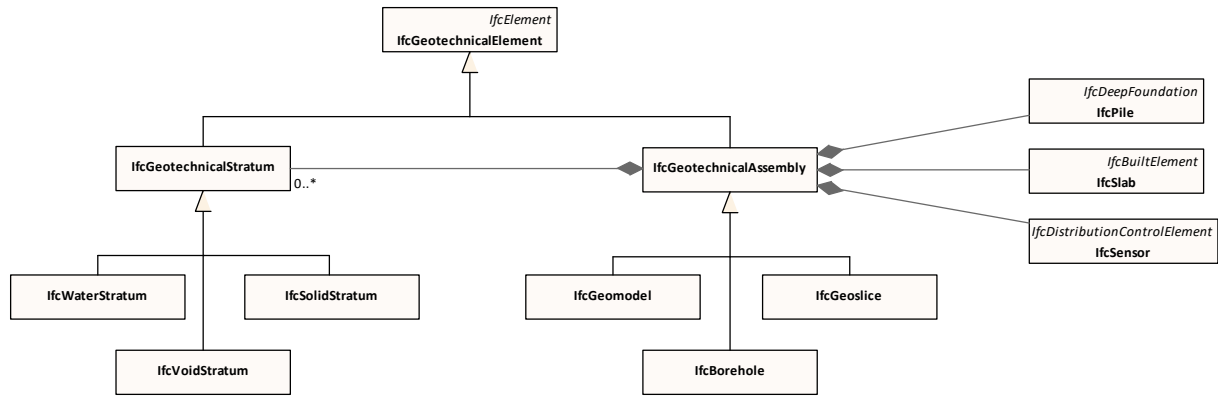 IfcElement
IfcGeotechnicalElement
IfcDeepFoundation
IfcPile
IfcGeotechnicalStratum
0..*
IfcGeotechnicalAssembly
IfcBuiltElement
IfcSlab
IfcDistributionControlElement
IfcSensor
IfcWaterStratum
IfcSolidStratum
IfcGeomodel
IfcGeoslice
IfcVoidStratum
IfcBorehole